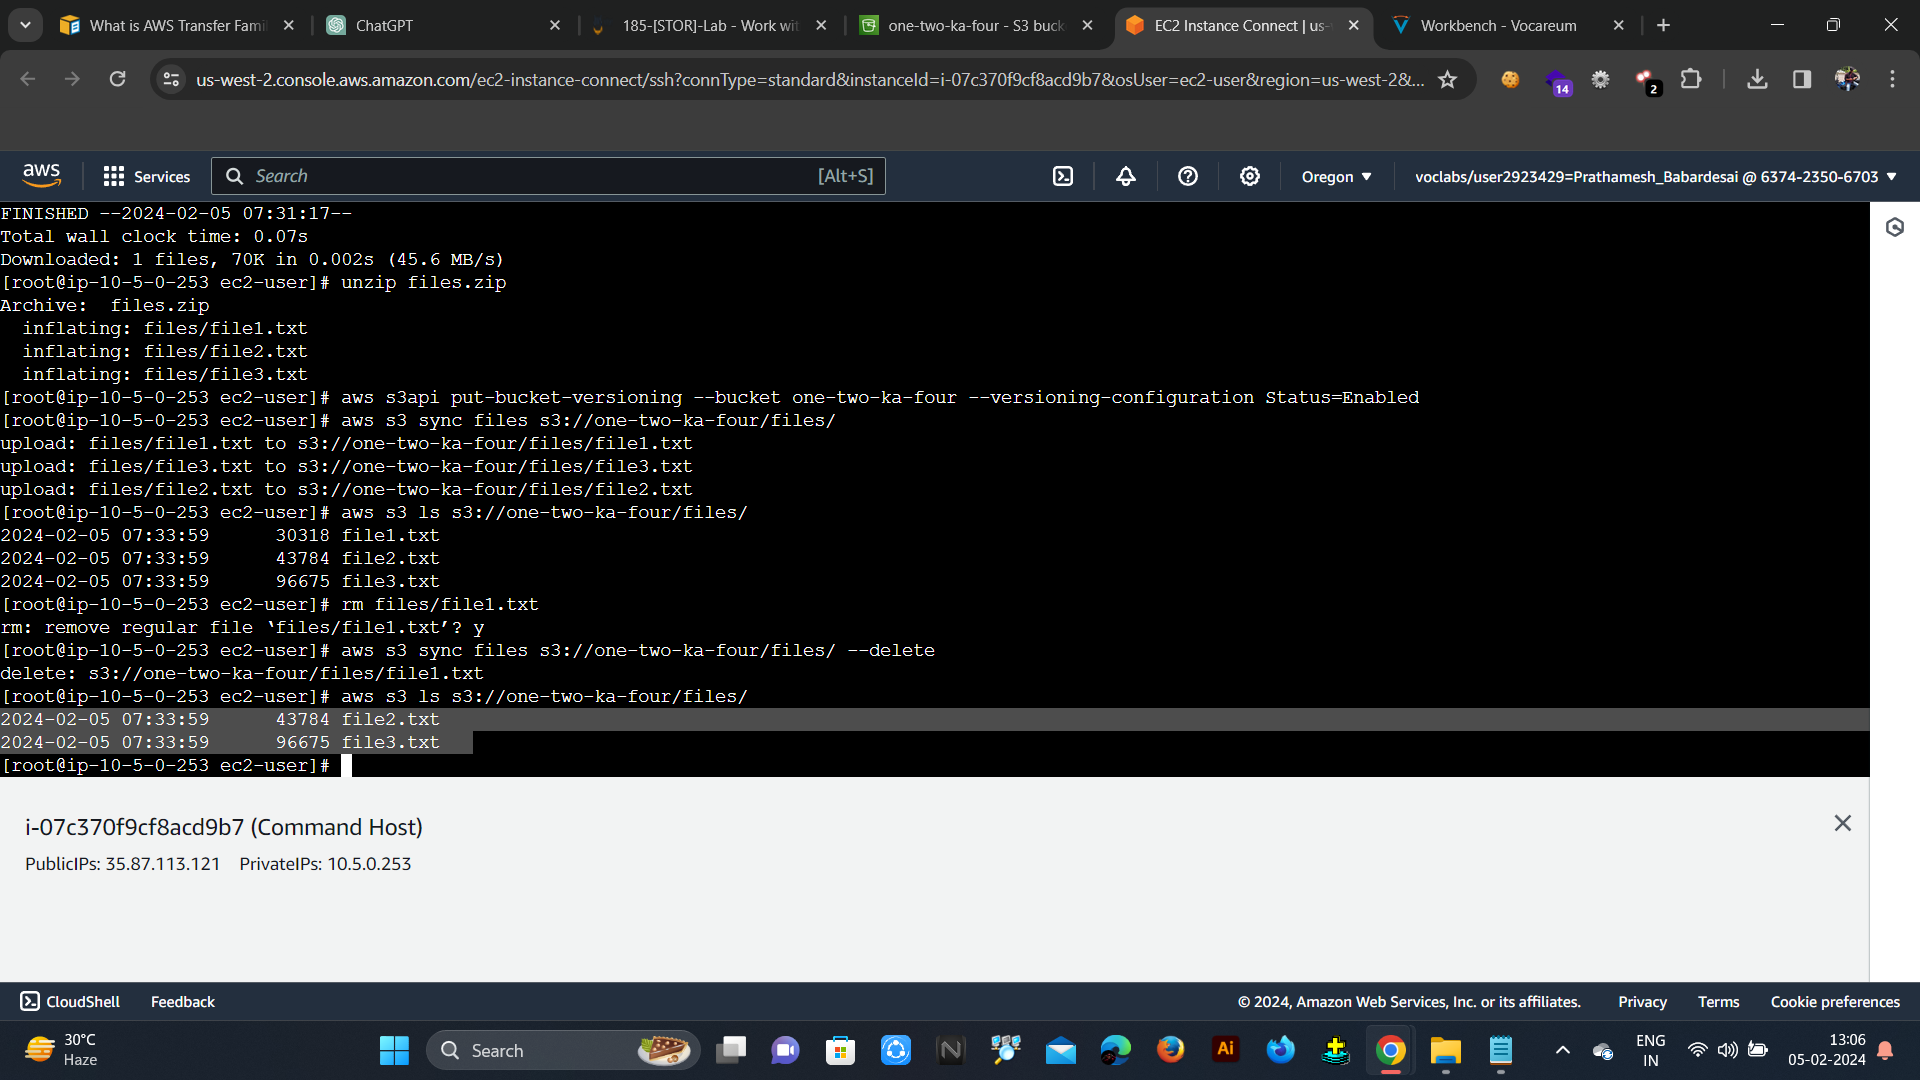 What is AWS Transfer Fami
ChatGPT
185-[STOR]-Lab - Work wit
one-two-ka-four - S3 buck
EC2 Instance Connect | us-
Workbench - Vocareum
us-west-2.console.aws.amazon.com/ec2-instance-connect/ssh?connType=standard&instanceId=i-07c370f9cf8acd9b7&osUser=ec2-user&region=us-west-2&...
14
2
aws
Services
Search
[Alt+S]
Oregon
voclabs/user2923429=Prathamesh_Babardesai @ 6374-2350-6703
FINISHED --2024-02-05 07:31:17--
Total wall clock time: 0.07s
Downloaded: 1 files, 70K in 0.002s (45.6 MB/s)
[root@ip-10-5-0-253 ec2-user]# unzip files.zip
Archive:  files.zip
  inflating: files/file1.txt
  inflating: files/file2.txt
  inflating: files/file3.txt
[root@ip-10-5-0-253 ec2-user]# aws s3api put-bucket-versioning --bucket one-two-ka-four --versioning-configuration Status=Enabled
[root@ip-10-5-0-253 ec2-user]# aws s3 sync files s3://one-two-ka-four/files/
upload: files/file1.txt to s3://one-two-ka-four/files/file1.txt
upload: files/file3.txt to s3://one-two-ka-four/files/file3.txt
upload: files/file2.txt to s3://one-two-ka-four/files/file2.txt
[root@ip-10-5-0-253 ec2-user]# aws s3 ls s3://one-two-ka-four/files/
2024-02-05 07:33:59      30318 file1.txt
2024-02-05 07:33:59      43784 file2.txt
2024-02-05 07:33:59      96675 file3.txt
[root@ip-10-5-0-253 ec2-user]# rm files/file1.txt
rm: remove regular file ‘files/file1.txt’? y
[root@ip-10-5-0-253 ec2-user]# aws s3 sync files s3://one-two-ka-four/files/ --delete
delete: s3://one-two-ka-four/files/file1.txt
[root@ip-10-5-0-253 ec2-user]# aws s3 ls s3://one-two-ka-four/files/
2024-02-05 07:33:59      43784 file2.txt
2024-02-05 07:33:59      96675 file3.txt
[root@ip-10-5-0-253 ec2-user]#
i-07c370f9cf8acd9b7 (Command Host)
PublicIPs: 35.87.113.121    PrivateIPs: 10.5.0.253
CloudShell
Feedback
© 2024, Amazon Web Services, Inc. or its affiliates.
Privacy
Terms
Cookie preferences
30°C
Haze
Search
Ai
ENG
IN
13:06
05-02-2024